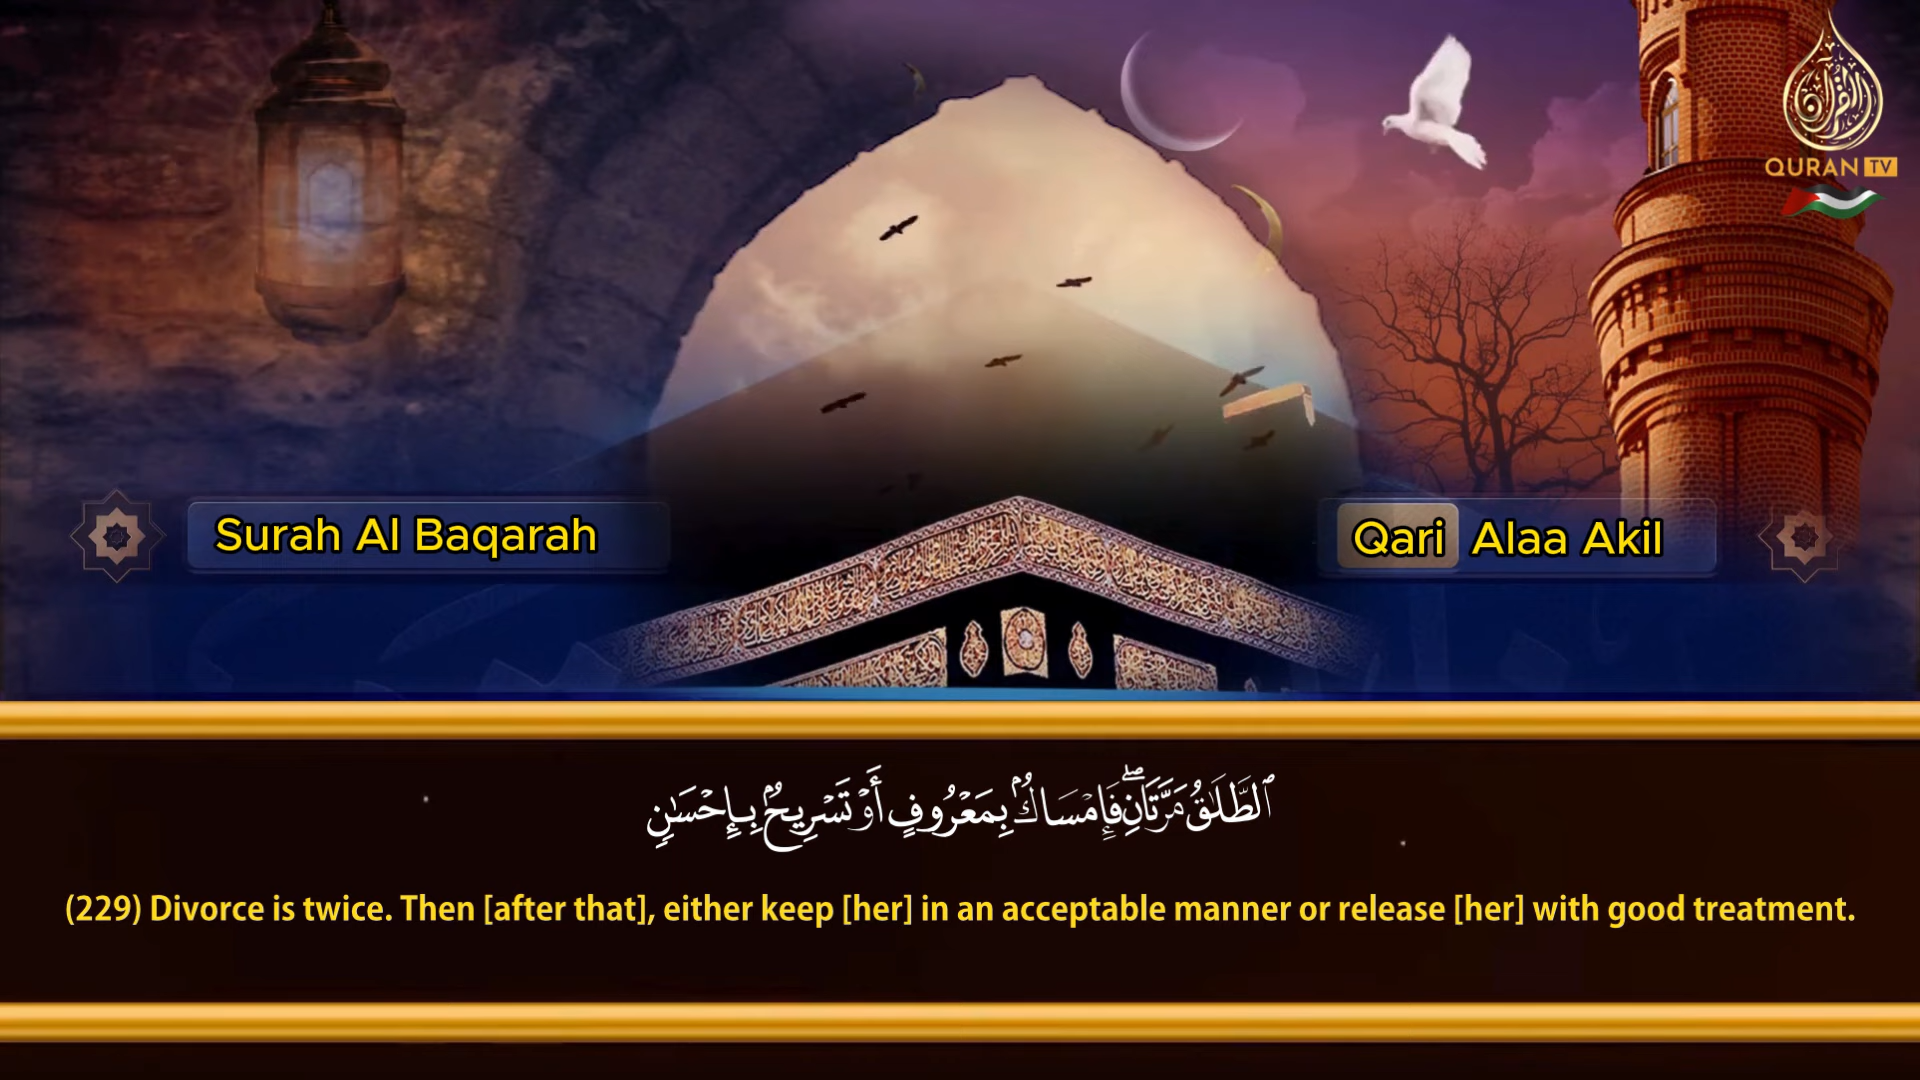 القرآن
QURAN TV
Surah Al Baqarah
Qari Alaa Akil
ٱلطَّلَٰقُ مَرَّتَانِۖ فَإِمْسَاكُۢ بِمَعْرُوفٍ أَوْ تَسْرِيحُۢ بِإِحْسَٰنٍ
(229) Divorce is twice. Then [after that], either keep [her] in an acceptable manner or release [her] with good treatment.